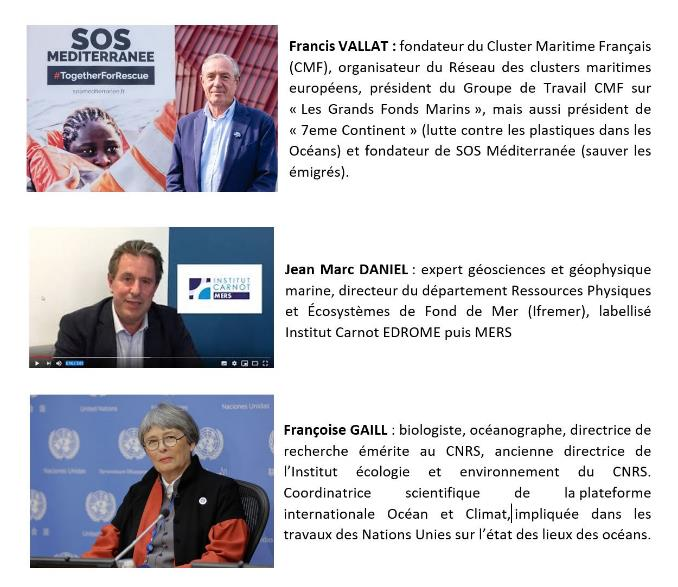 SOS
MEDITERRANEE
#TogetherForRescue
sosmediterranee.fr
Francis VALLAT : fondateur du Cluster Maritime Français
(CMF), organisateur du Réseau des clusters maritimes
européens, président du Groupe de Travail CMF sur
« Les Grands Fonds Marins », mais aussi président de
« 7eme Continent » (lutte contre les plastiques dans les
Océans) et fondateur de SOS Méditerranée (sauver les
émigrés).
INSTITUT
CARNOT
MERS
Jean Marc DANIEL : expert géosciences et géophysique
marine, directeur du département Ressources Physiques
et Écosystèmes de Fond de Mer (Ifremer), labellisé
Institut Carnot EDROME puis MERS
United Nations
Naciones Unidas
Naciones Unidas
Françoise GAILL : biologiste, océanographe, directrice de
recherche émérite au CNRS, ancienne directrice de
l’Institut écologie et environnement du CNRS.
Coordinatrice scientifique de la plateforme
internationale Océan et Climat, impliquée dans les
travaux des Nations Unies sur l’état des lieux des océans.